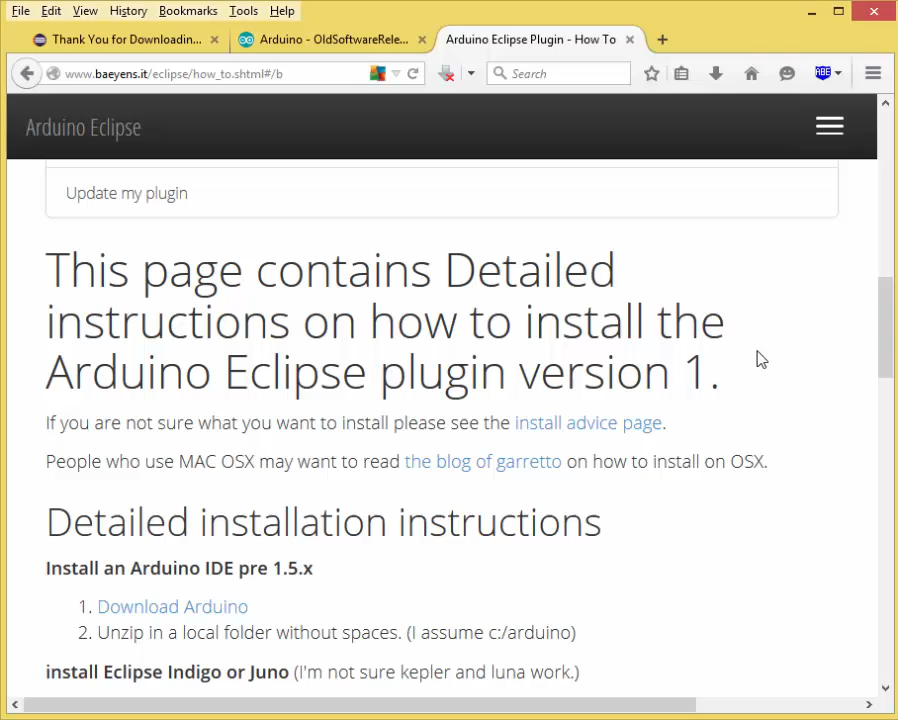 File Edit View History Bookmarks Tools Help
Thank You for Downloadin... × Arduino - OldSoftwareRele... × Arduino Eclipse Plugin - How To ×
www.baeyens.it/eclipse/how_to.shtml#/b Search ABE
Arduino Eclipse
Update my plugin
This page contains Detailed
instructions on how to install the
Arduino Eclipse plugin version 1.
If you are not sure what you want to install please see the install advice page.
People who use MAC OSX may want to read the blog of garretto on how to install on OSX.
Detailed installation instructions
Install an Arduino IDE pre 1.5.x
1. Download Arduino
2. Unzip in a local folder without spaces. (I assume c:/arduino)
install Eclipse Indigo or Juno (I'm not sure kepler and luna work.)